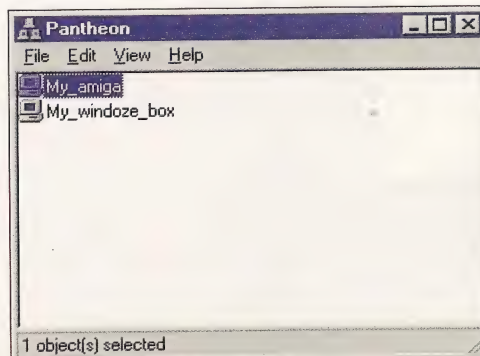 Pantheon
File Edit View Help
My_amiga
My_windoze_box
1 object(s) selected